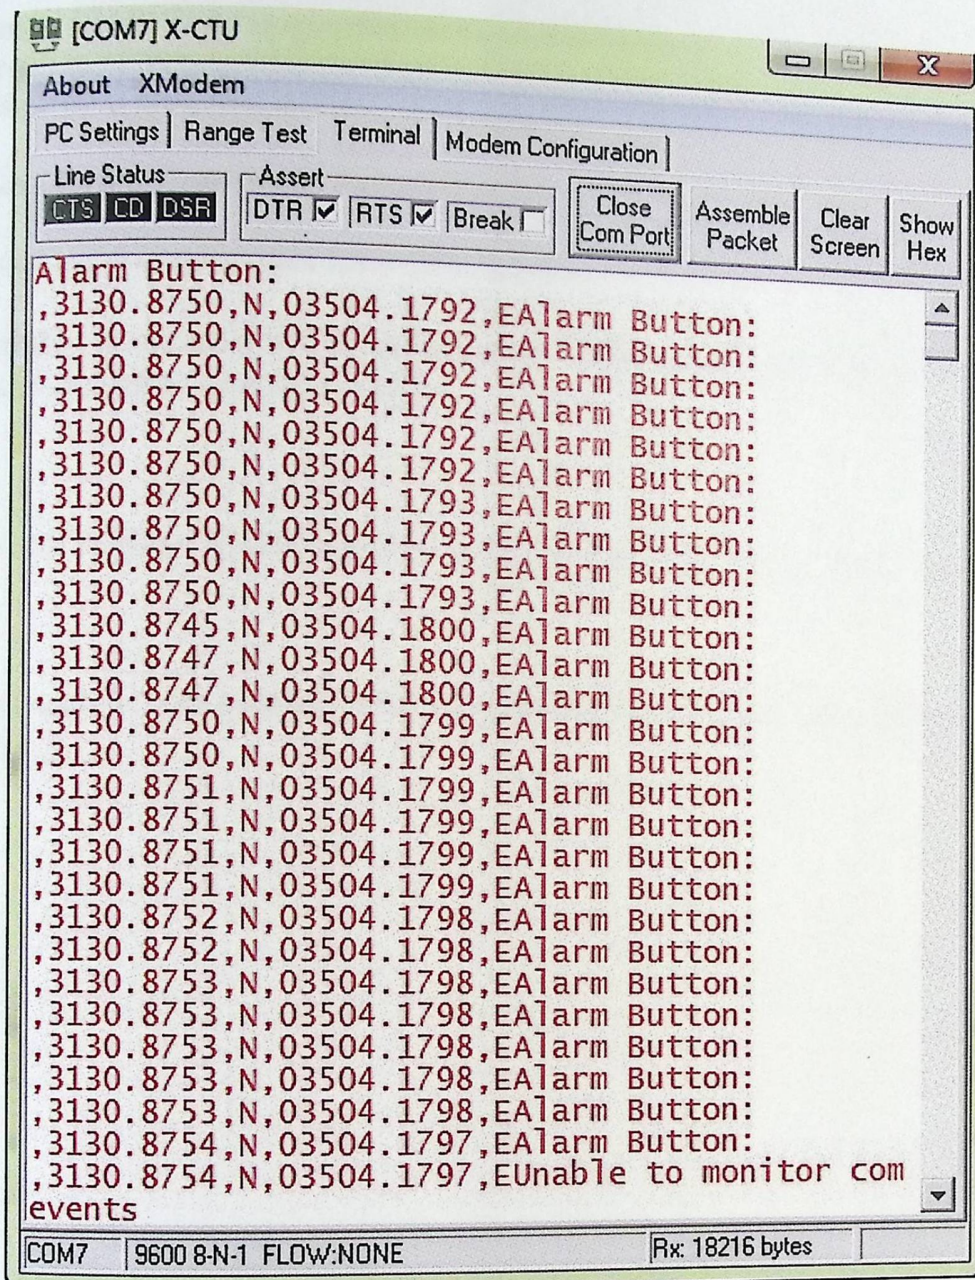 [COM7] X-CTU
About XModem
PC Settings Range Test Terminal Modem Configuration
Line Status
CTS CD DSR
Assert
DTR RTS Break
Close Com Port
Assemble Packet
Clear Screen
Show Hex
Alarm Button:
,3130.8750,N,03504.1792,EAlarm Button:
,3130.8750,N,03504.1792,EAlarm Button:
,3130.8750,N,03504.1792,EAlarm Button:
,3130.8750,N,03504.1792,EAlarm Button:
,3130.8750,N,03504.1792,EAlarm Button:
,3130.8750,N,03504.1792,EAlarm Button:
,3130.8750,N,03504.1793,EAlarm Button:
,3130.8750,N,03504.1793,EAlarm Button:
,3130.8750,N,03504.1793,EAlarm Button:
,3130.8750,N,03504.1793,EAlarm Button:
,3130.8745,N,03504.1800,EAlarm Button:
,3130.8747,N,03504.1800,EAlarm Button:
,3130.8747,N,03504.1800,EAlarm Button:
,3130.8750,N,03504.1799,EAlarm Button:
,3130.8750,N,03504.1799,EAlarm Button:
,3130.8751,N,03504.1799,EAlarm Button:
,3130.8751,N,03504.1799,EAlarm Button:
,3130.8751,N,03504.1799,EAlarm Button:
,3130.8751,N,03504.1799,EAlarm Button:
,3130.8752,N,03504.1798,EAlarm Button:
,3130.8752,N,03504.1798,EAlarm Button:
,3130.8753,N,03504.1798,EAlarm Button:
,3130.8753,N,03504.1798,EAlarm Button:
,3130.8753,N,03504.1798,EAlarm Button:
,3130.8753,N,03504.1798,EAlarm Button:
,3130.8753,N,03504.1798,EAlarm Button:
,3130.8754,N,03504.1797,EAlarm Button:
,3130.8754,N,03504.1797,EUnable to monitor com
events
COM7 9600 8-N-1 FLOW:NONE Rx: 18216 bytes